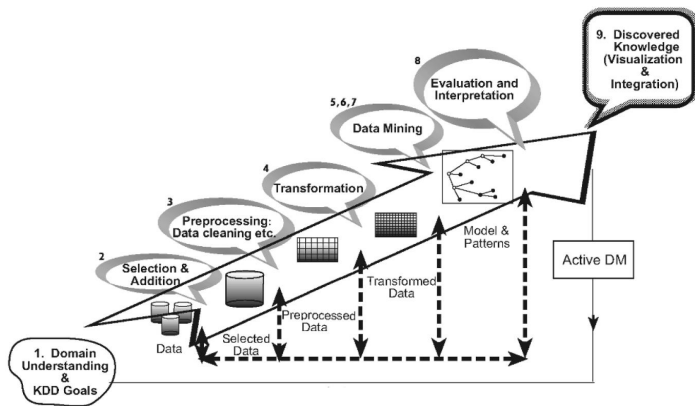 9. Discovered
Knowledge
(Visualization
&
Integration)
8
Evaluation and
Interpretation
5,6,7
Data Mining
4
Transformation
3
Preprocessing:
Data cleaning etc.
2
Selection &
Addition
Model &
Patterns
Active DM
Transformed
Data
Preprocessed
Data
Selected
Data
Data
1. Domain
Understanding
&
KDD Goals